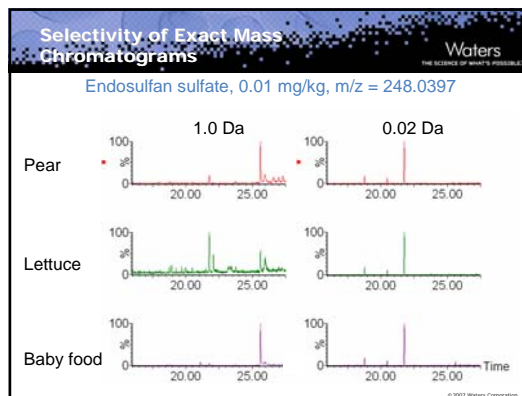 Selectivity of Exact Mass
Chromatograms
Waters
THE SCIENCE OF WHAT'S POSSIBLE
Endosulfan sulfate, 0.01 mg/kg, m/z = 248.0397
1.0 Da
0.02 Da
Pear
100
%
0
20.00 25.00
100
%
0
20.00 25.00
Lettuce
100
%
0
20.00 25.00
100
%
0
20.00 25.00
Baby food
100
%
0
20.00 25.00
100
%
0
20.00 25.00
Time
©2007 Waters Corporation